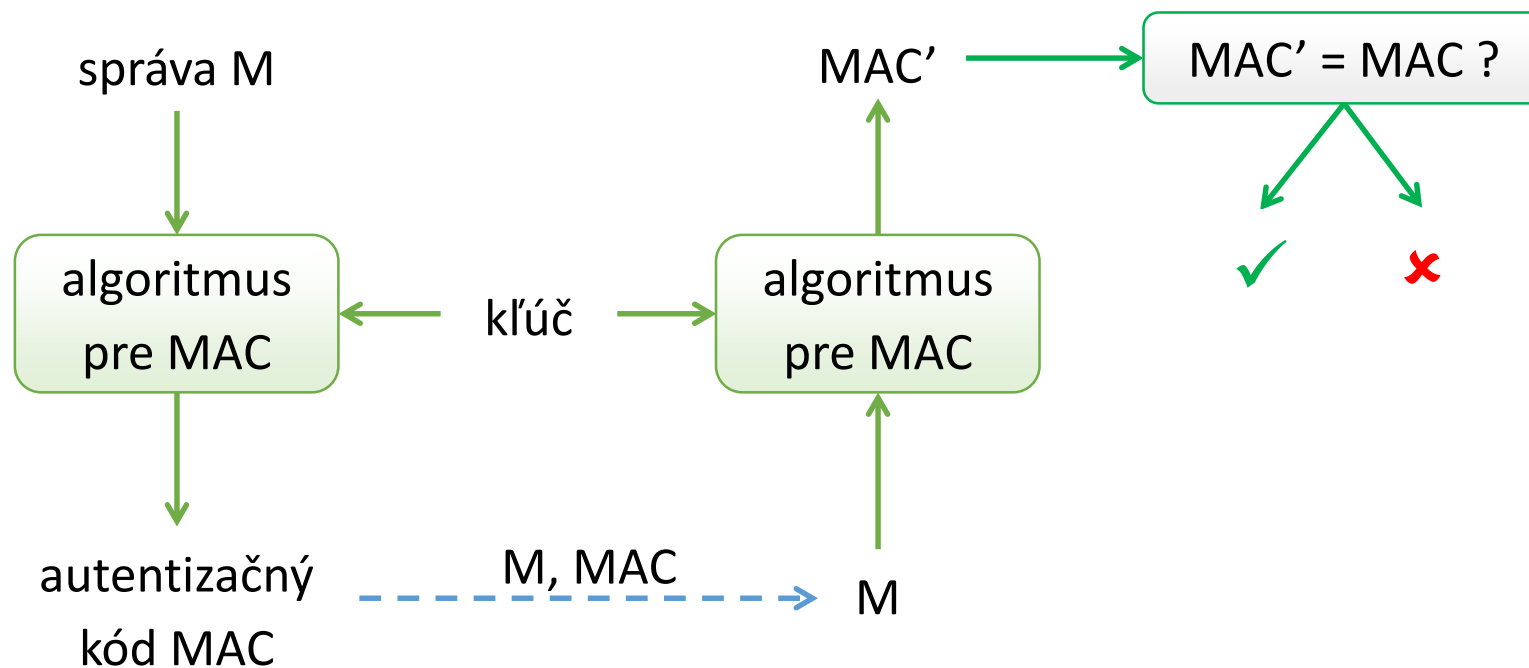 správa M
algoritmus
pre MAC
autentizačný
kód MAC
kľúč
M, MAC
M
algoritmus
pre MAC
MAC’
MAC’ = MAC ?